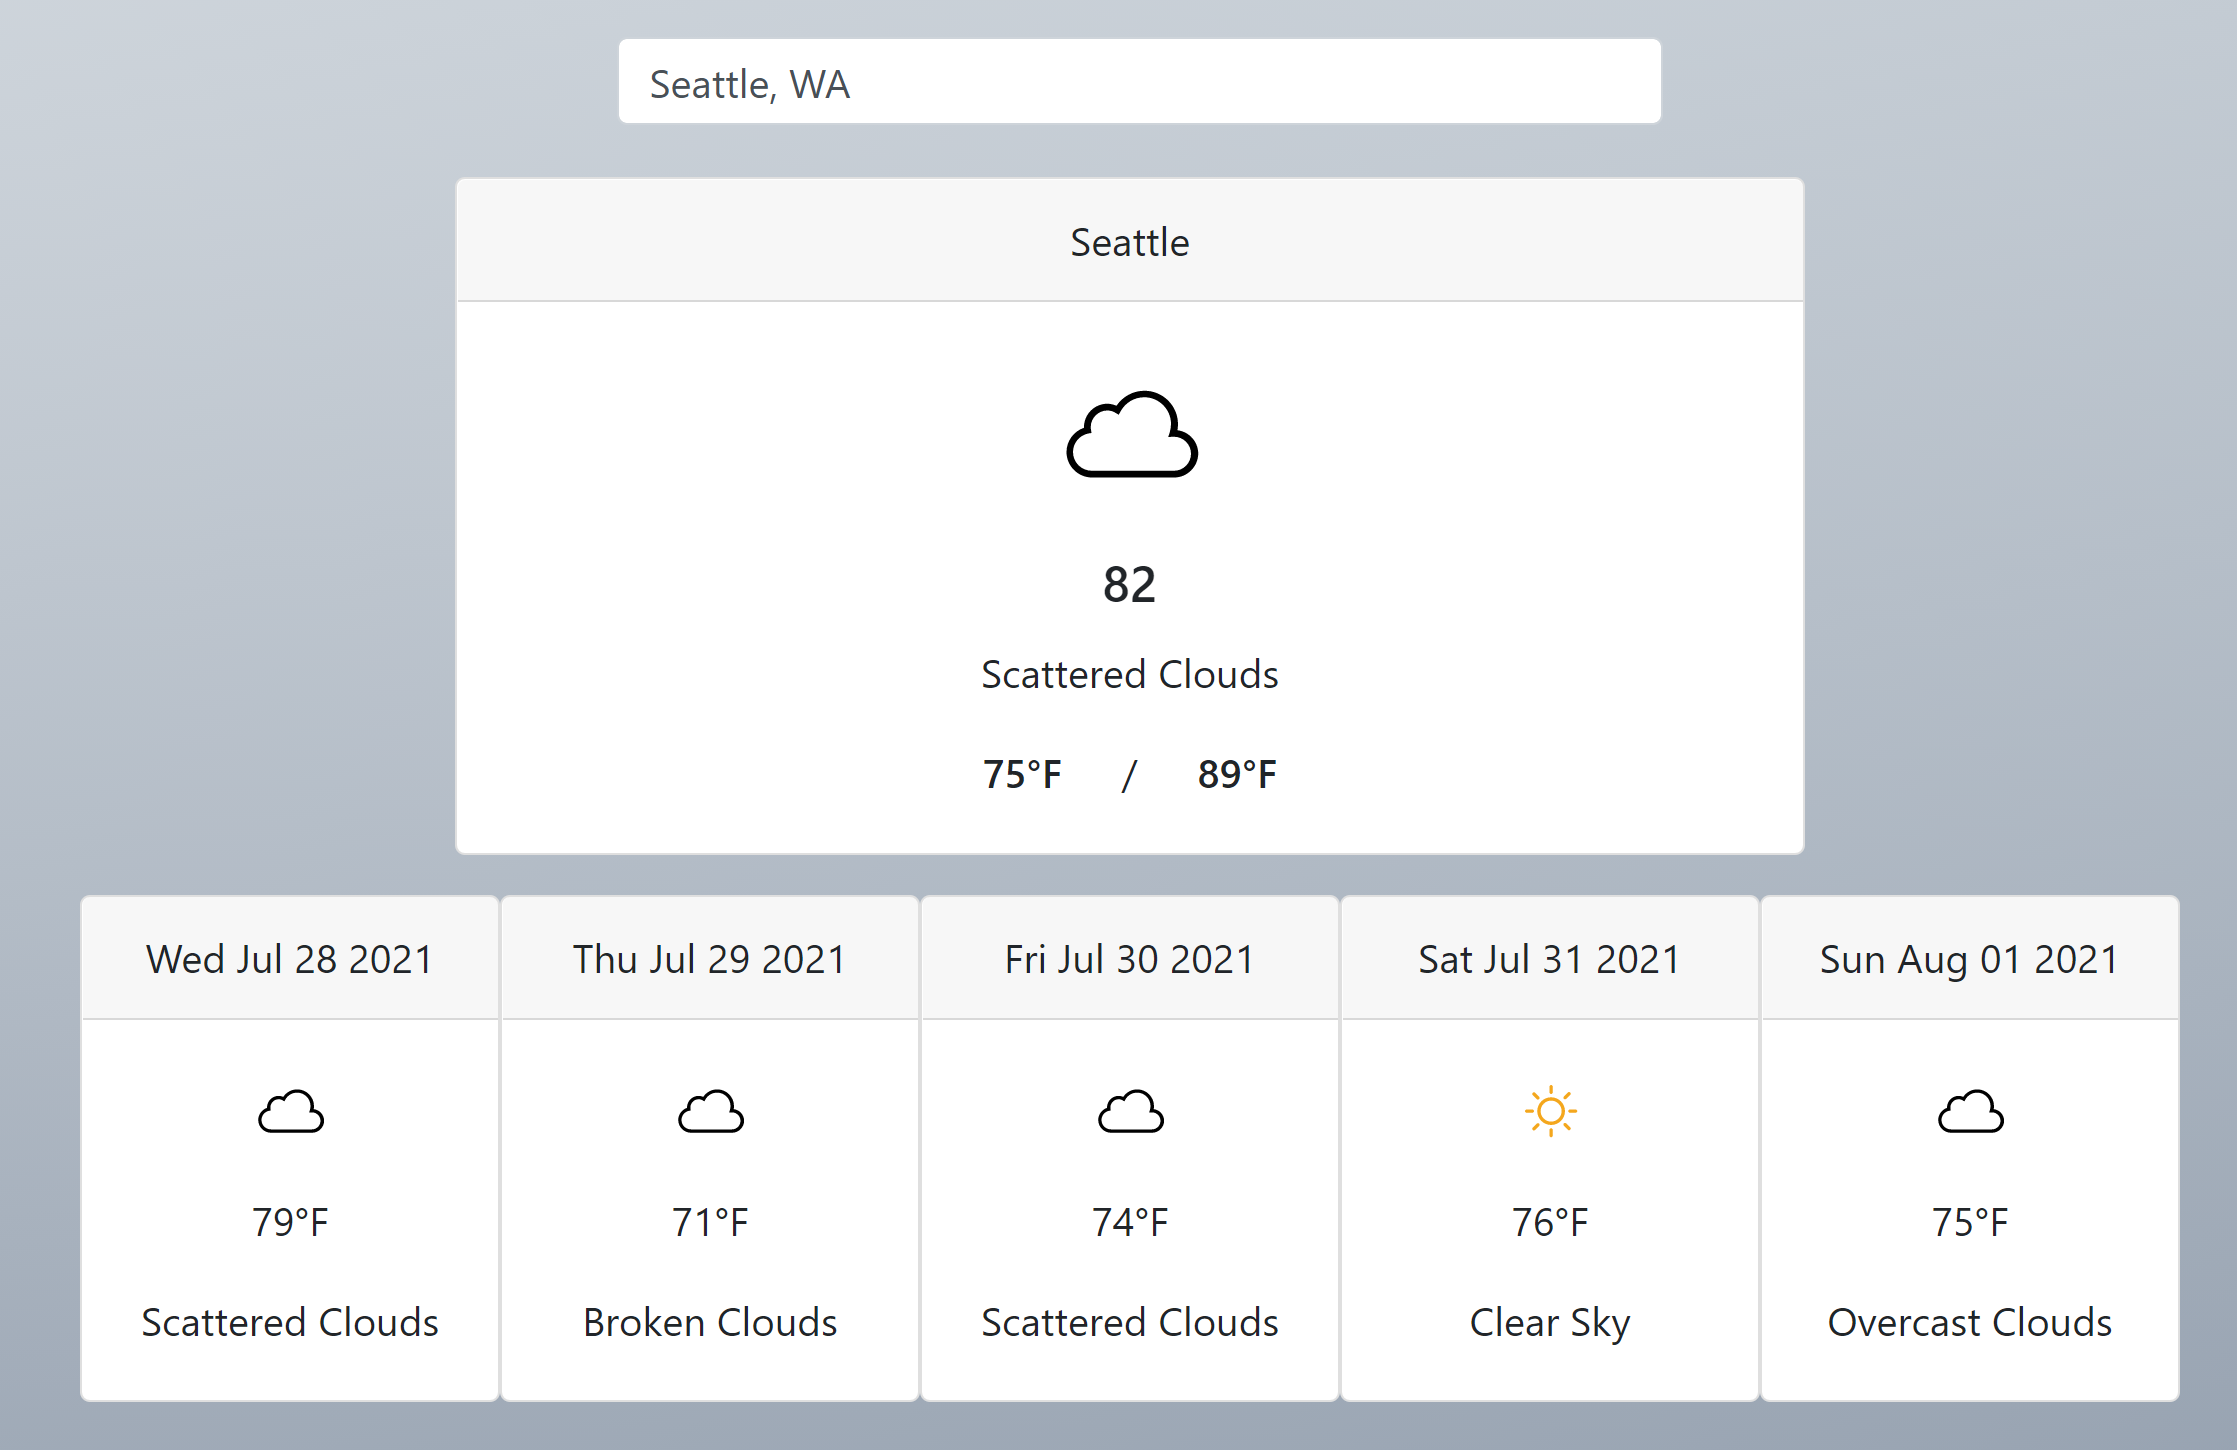 Seattle, WA
Seattle
82
Scattered Clouds
75°F / 89°F
Wed Jul 28 2021
79°F
Scattered Clouds
Thu Jul 29 2021
71°F
Broken Clouds
Fri Jul 30 2021
74°F
Scattered Clouds
Sat Jul 31 2021
76°F
Clear Sky
Sun Aug 01 2021
75°F
Overcast Clouds